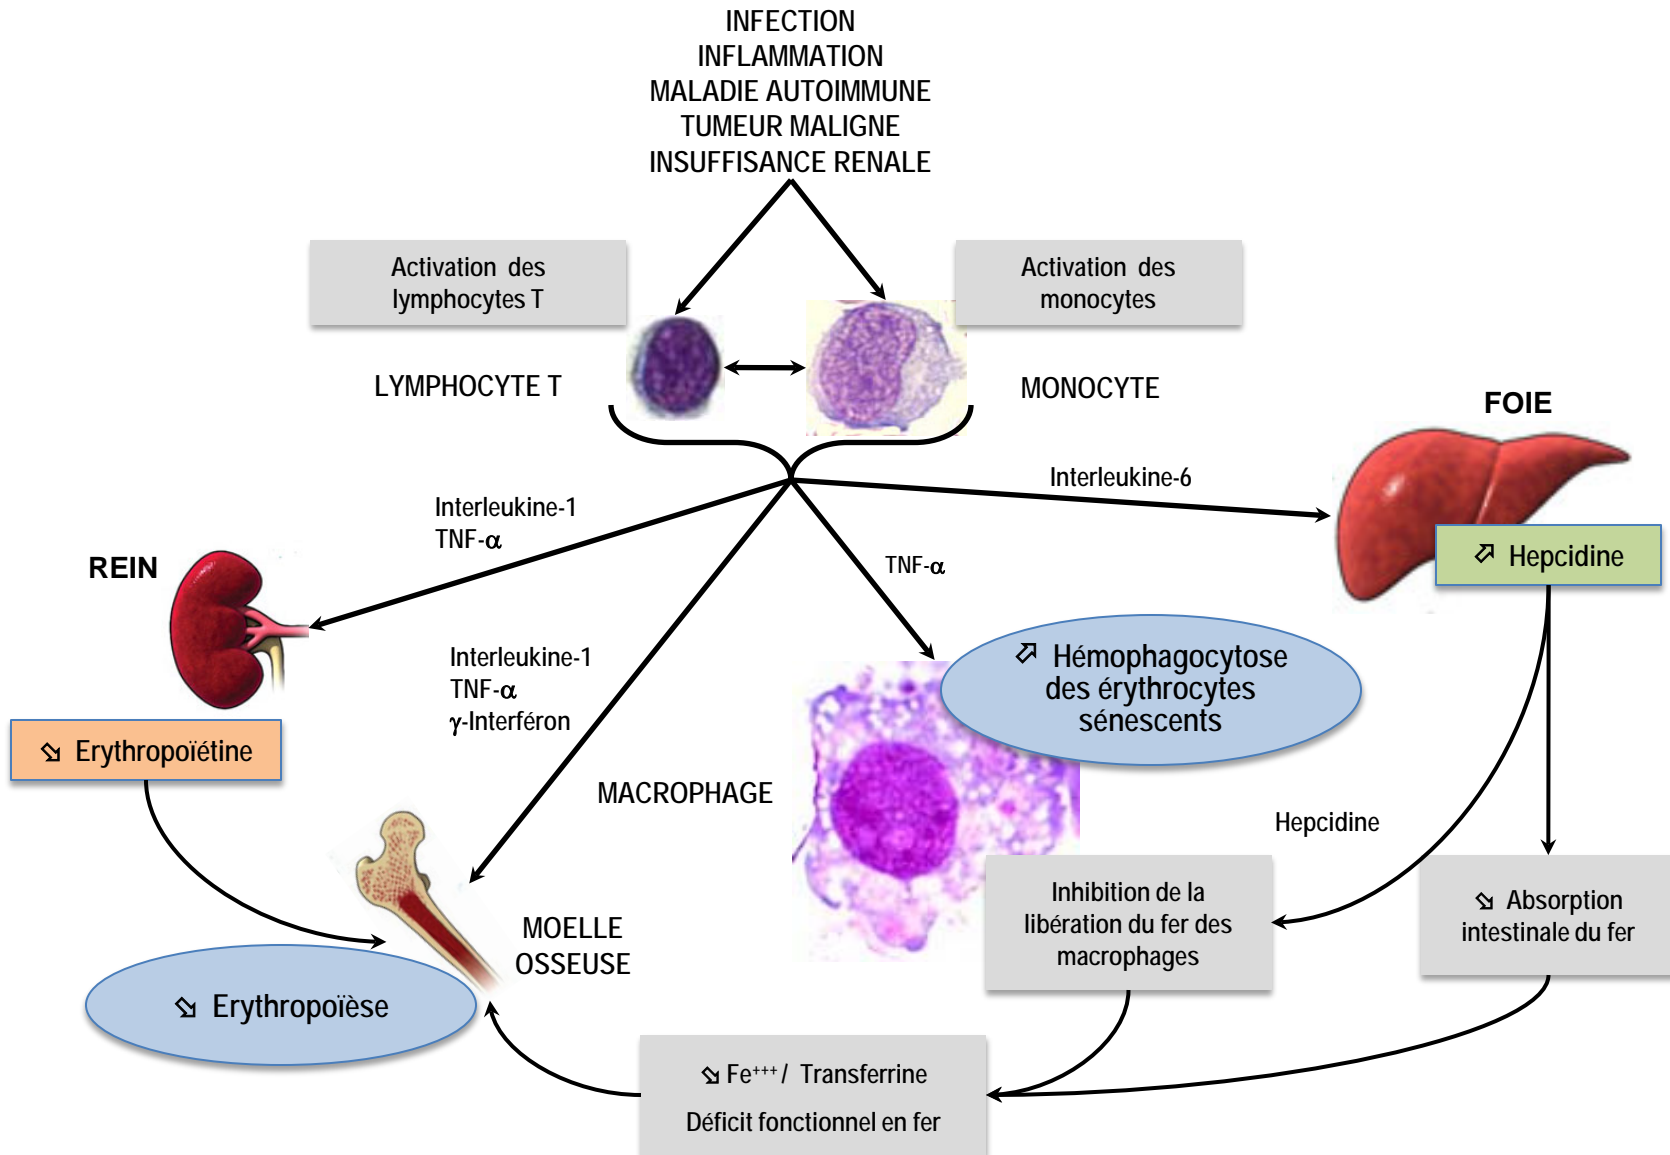 INFECTION
INFLAMMATION
MALADIE AUTOIMMUNE
TUMEUR MALIGNE
INSUFFISANCE RENALE
Activation des
lymphocytes T
Activation des
monocytes
LYMPHOCYTE T
MONOCYTE
FOIE
Interleukine-6
Interleukine-1
TNF-α
REIN
TNF-α
⬂ Erythropoïétine
⬀ Hepcidine
Interleukine-1
TNF-α
γ-Interféron
⬀ Hémophagocytose
des érythrocytes
sénescents
MACROPHAGE
Hepcidine
MOELLE
OSSEUSE
Inhibition de la
libération du fer des
macrophages
⬂ Absorption
intestinale du fer
⬂ Erythropoïèse
⬂ Fe+++ / Transferrine
Déficit fonctionnel en fer